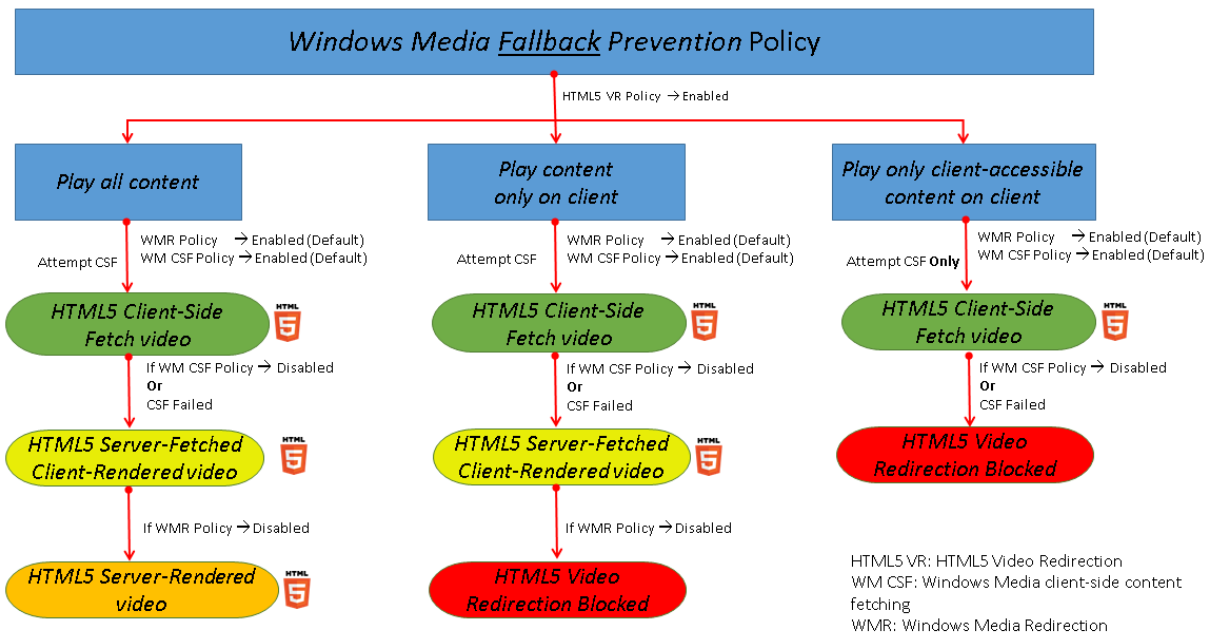 Windows Media Fallback Prevention Policy
HTML5 VR Policy → Enabled
Play all content
WMR Policy → Enabled (Default)
WM CSF Policy → Enabled (Default)
Attempt CSF
HTML5 Client-Side
Fetch video
HTML
5
If WM CSF Policy → Disabled
Or
CSF Failed
HTML5 Server-Fetched
Client-Rendered video
HTML
5
If WMR Policy → Disabled
HTML5 Server-Rendered
video
HTML
5
Play content
only on client
WMR Policy → Enabled (Default)
WM CSF Policy → Enabled (Default)
Attempt CSF
HTML5 Client-Side
Fetch video
HTML
5
If WM CSF Policy → Disabled
Or
CSF Failed
HTML5 Server-Fetched
Client-Rendered video
HTML
5
If WMR Policy → Disabled
HTML5 Video
Redirection Blocked
Play only client-accessible
content on client
WMR Policy → Enabled (Default)
WM CSF Policy → Enabled (Default)
Attempt CSF Only
HTML5 Client-Side
Fetch video
HTML
5
If WM CSF Policy → Disabled
Or
CSF Failed
HTML5 Video
Redirection Blocked
HTML5 VR: HTML5 Video Redirection
WM CSF: Windows Media client-side content
fetching
WMR: Windows Media Redirection